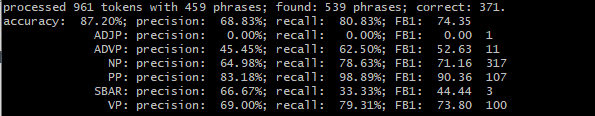 processed 961 tokens with 459 phrases; found: 539 phrases; correct: 371.
accuracy:  87.20%; precision:  68.83%; recall:  80.83%; FB1:  74.35
ADJP: precision:   0.00%; recall:   0.00%; FB1:   0.00  1
ADVP: precision:  45.45%; recall:  62.50%; FB1:  52.63  11
NP: precision:  64.98%; recall:  78.63%; FB1:  71.16  317
PP: precision:  83.18%; recall:  98.89%; FB1:  90.36  107
SBAR: precision:  66.67%; recall:  33.33%; FB1:  44.44  3
VP: precision:  69.00%; recall:  79.31%; FB1:  73.80  100